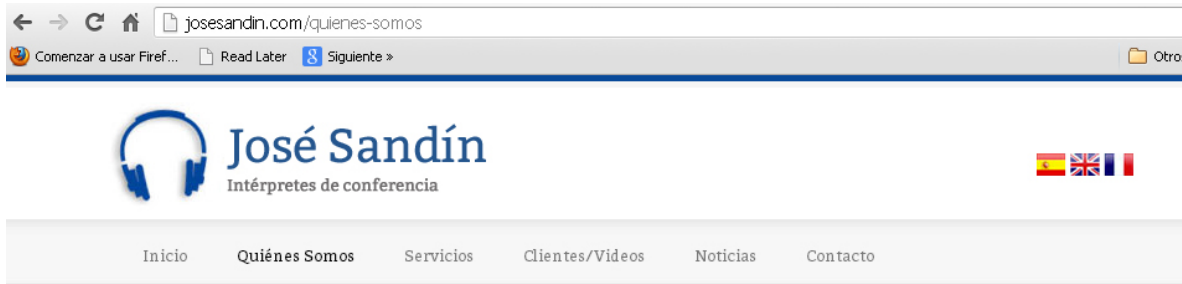 josesandin.com/quienes-somos
Comenzar a usar Firef... Read Later Siguiente » Otro
José Sandín
Intérpretes de conferencia
Inicio Quiénes Somos Servicios Clientes/Videos Noticias Contacto